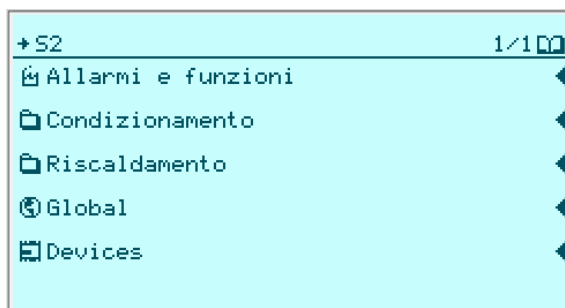 S2 1/1
Allarmi e funzioni
Condizionamento
Riscaldamento
Global
Devices